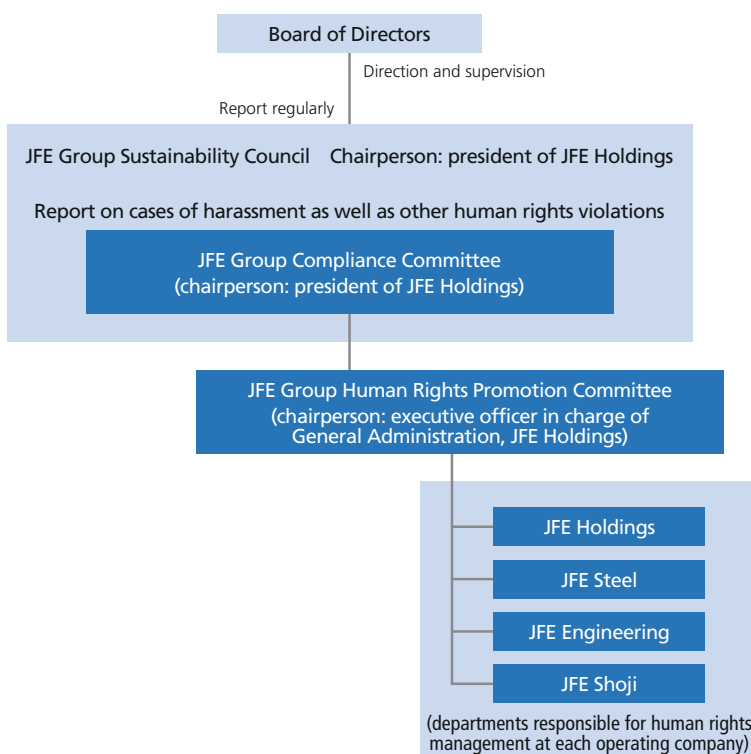 Board of Directors
Direction and supervision
Report regularly
JFE Group Sustainability Council Chairperson: president of JFE Holdings
Report on cases of harassment as well as other human rights violations
JFE Group Compliance Committee
(chairperson: president of JFE Holdings)
JFE Group Human Rights Promotion Committee
(chairperson: executive officer in charge of
General Administration, JFE Holdings)
JFE Holdings
JFE Steel
JFE Engineering
JFE Shoji
(departments responsible for human rights
management at each operating company)